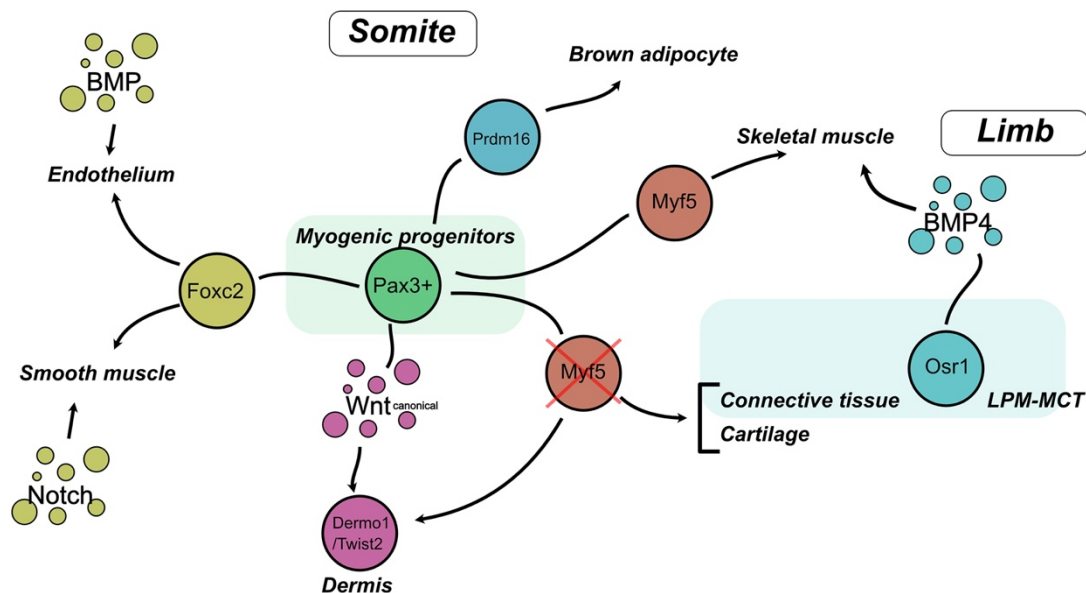 Somite
BMP
Brown adipocyte
Prdm16
Skeletal muscle
Limb
Endothelium
Myf5
BMP4
Myogenic progenitors
Foxc2
Pax3+
Smooth muscle
Myf5
Osr1
Wnt canonical
Connective tissue
LPM-MCT
Cartilage
Notch
Dermo1
/Twist2
Dermis